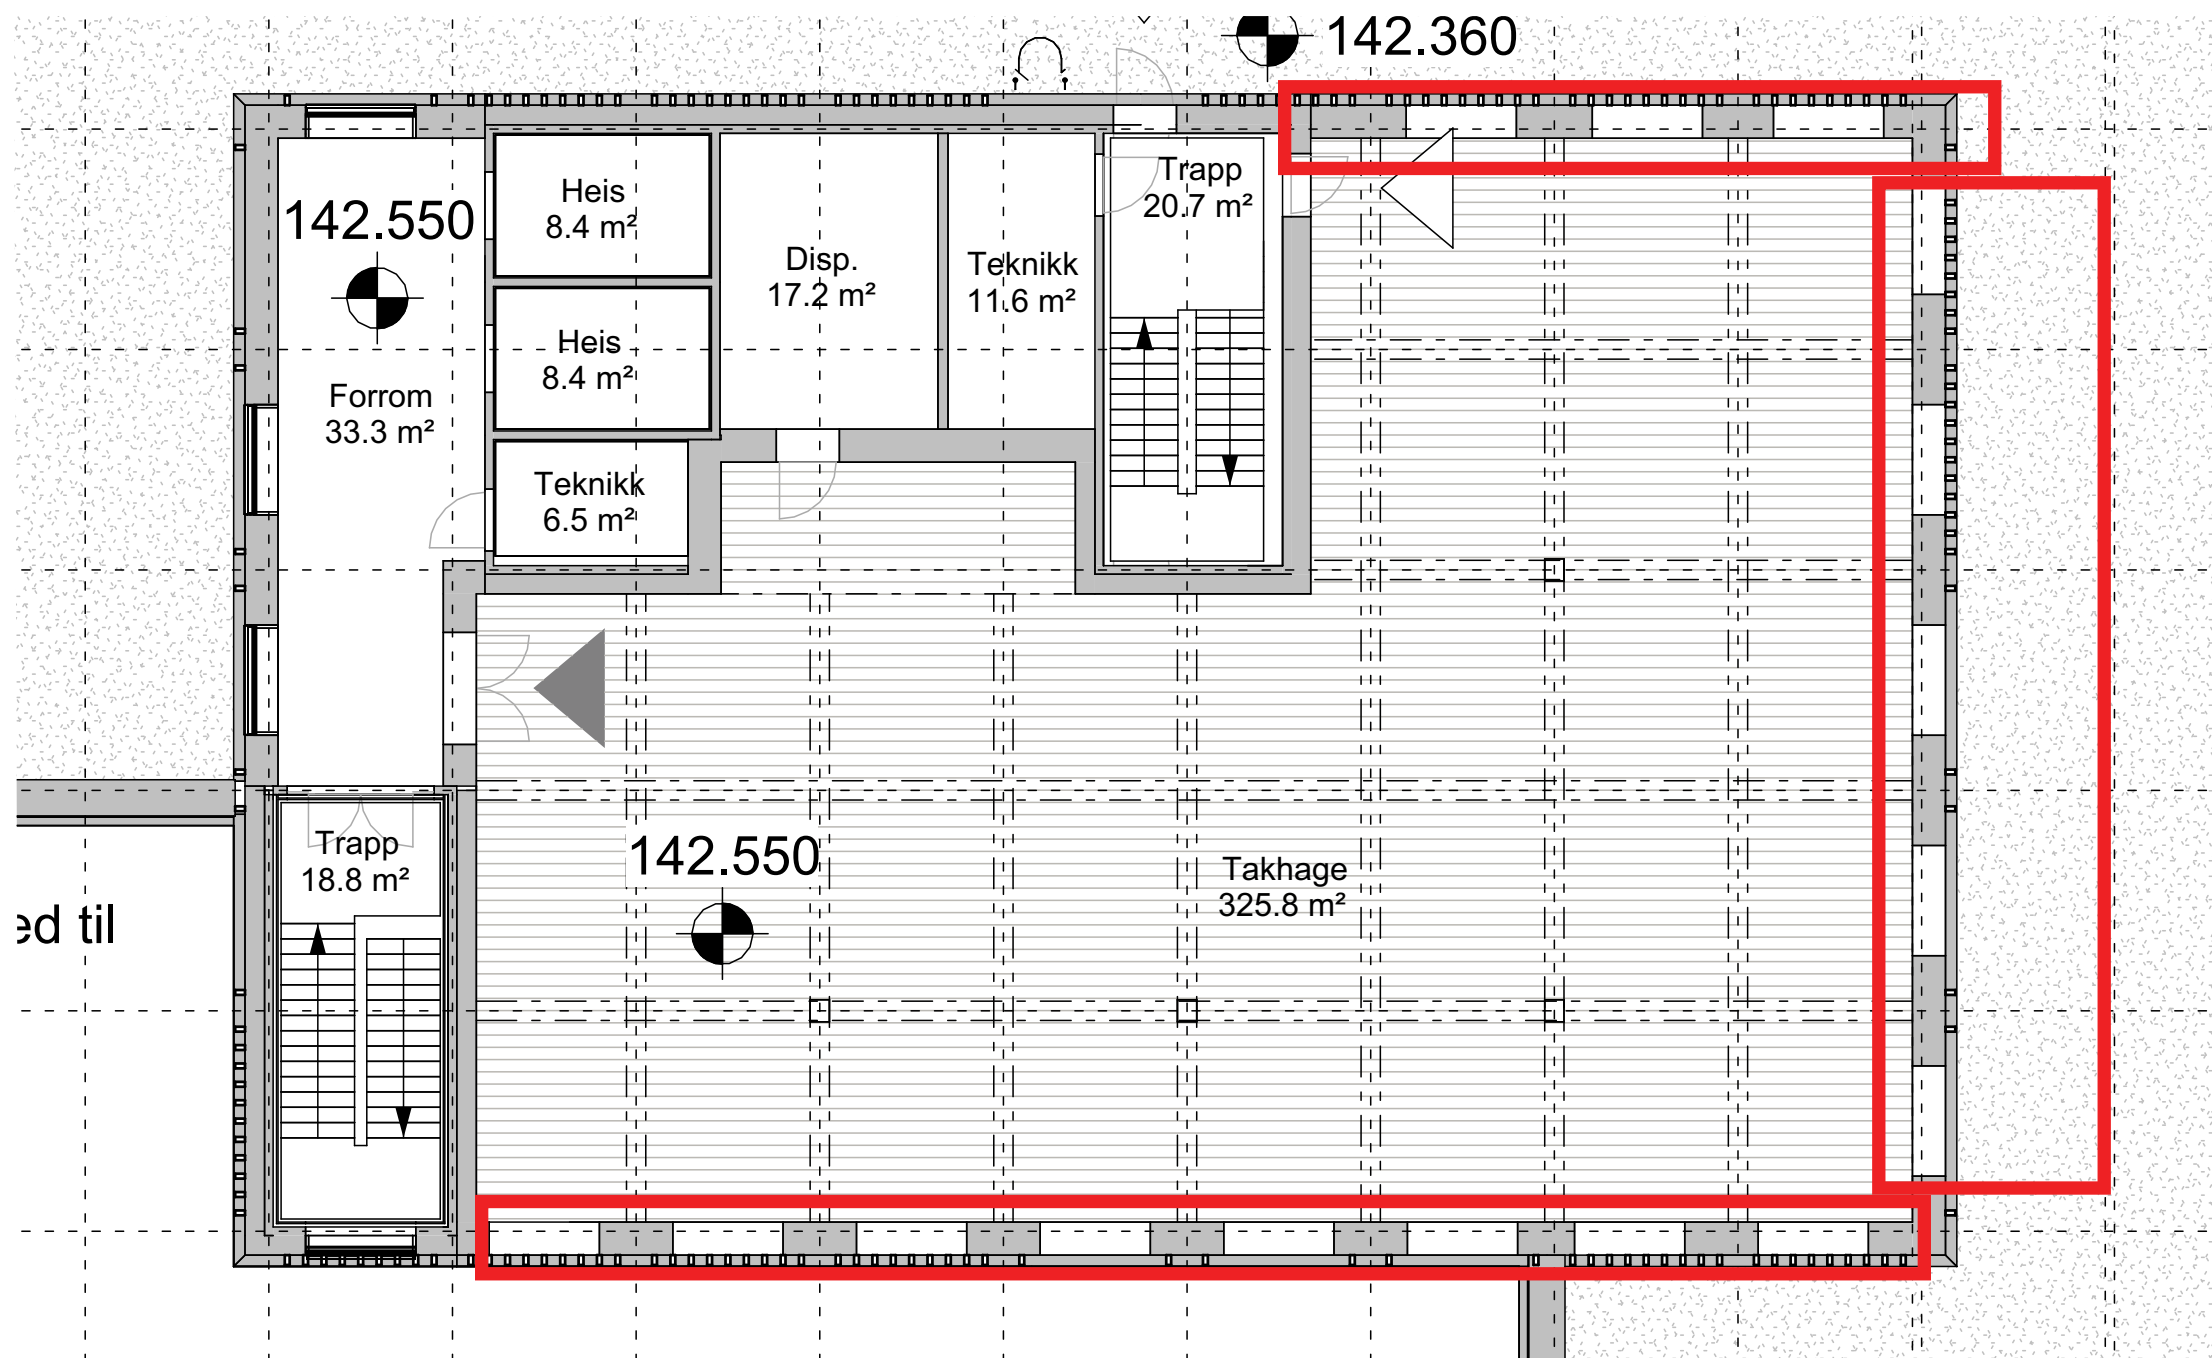 142.360
Trapp
20.7 m²
Heis
8.4 m²
142.550
Disp.
17.2 m²
Teknikk
11.6 m²
Heis
8.4 m²
Forrom
33.3 m²
Teknikk
6.5 m²
142.550
Trapp
18.8 m²
Takhage
325.8 m²
ed til